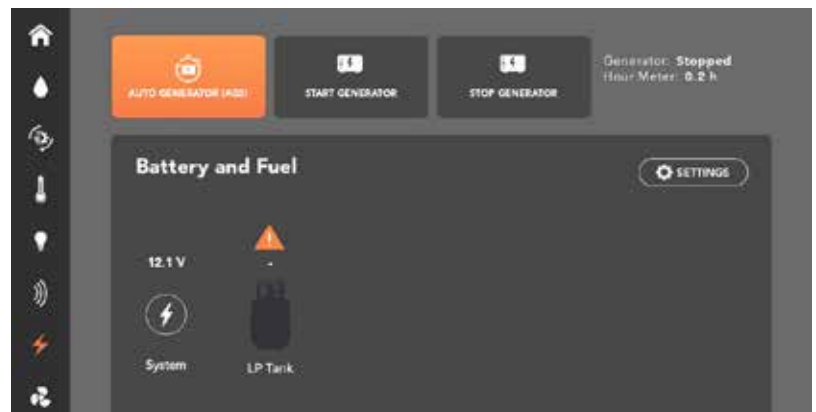 AUTO GENERATOR (AGS)
START GENERATOR
STOP GENERATOR
Generator: Stopped
Hour Meter: 0.2 h
Battery and Fuel
SETTINGS
12.1 V
-
System
LP Tank